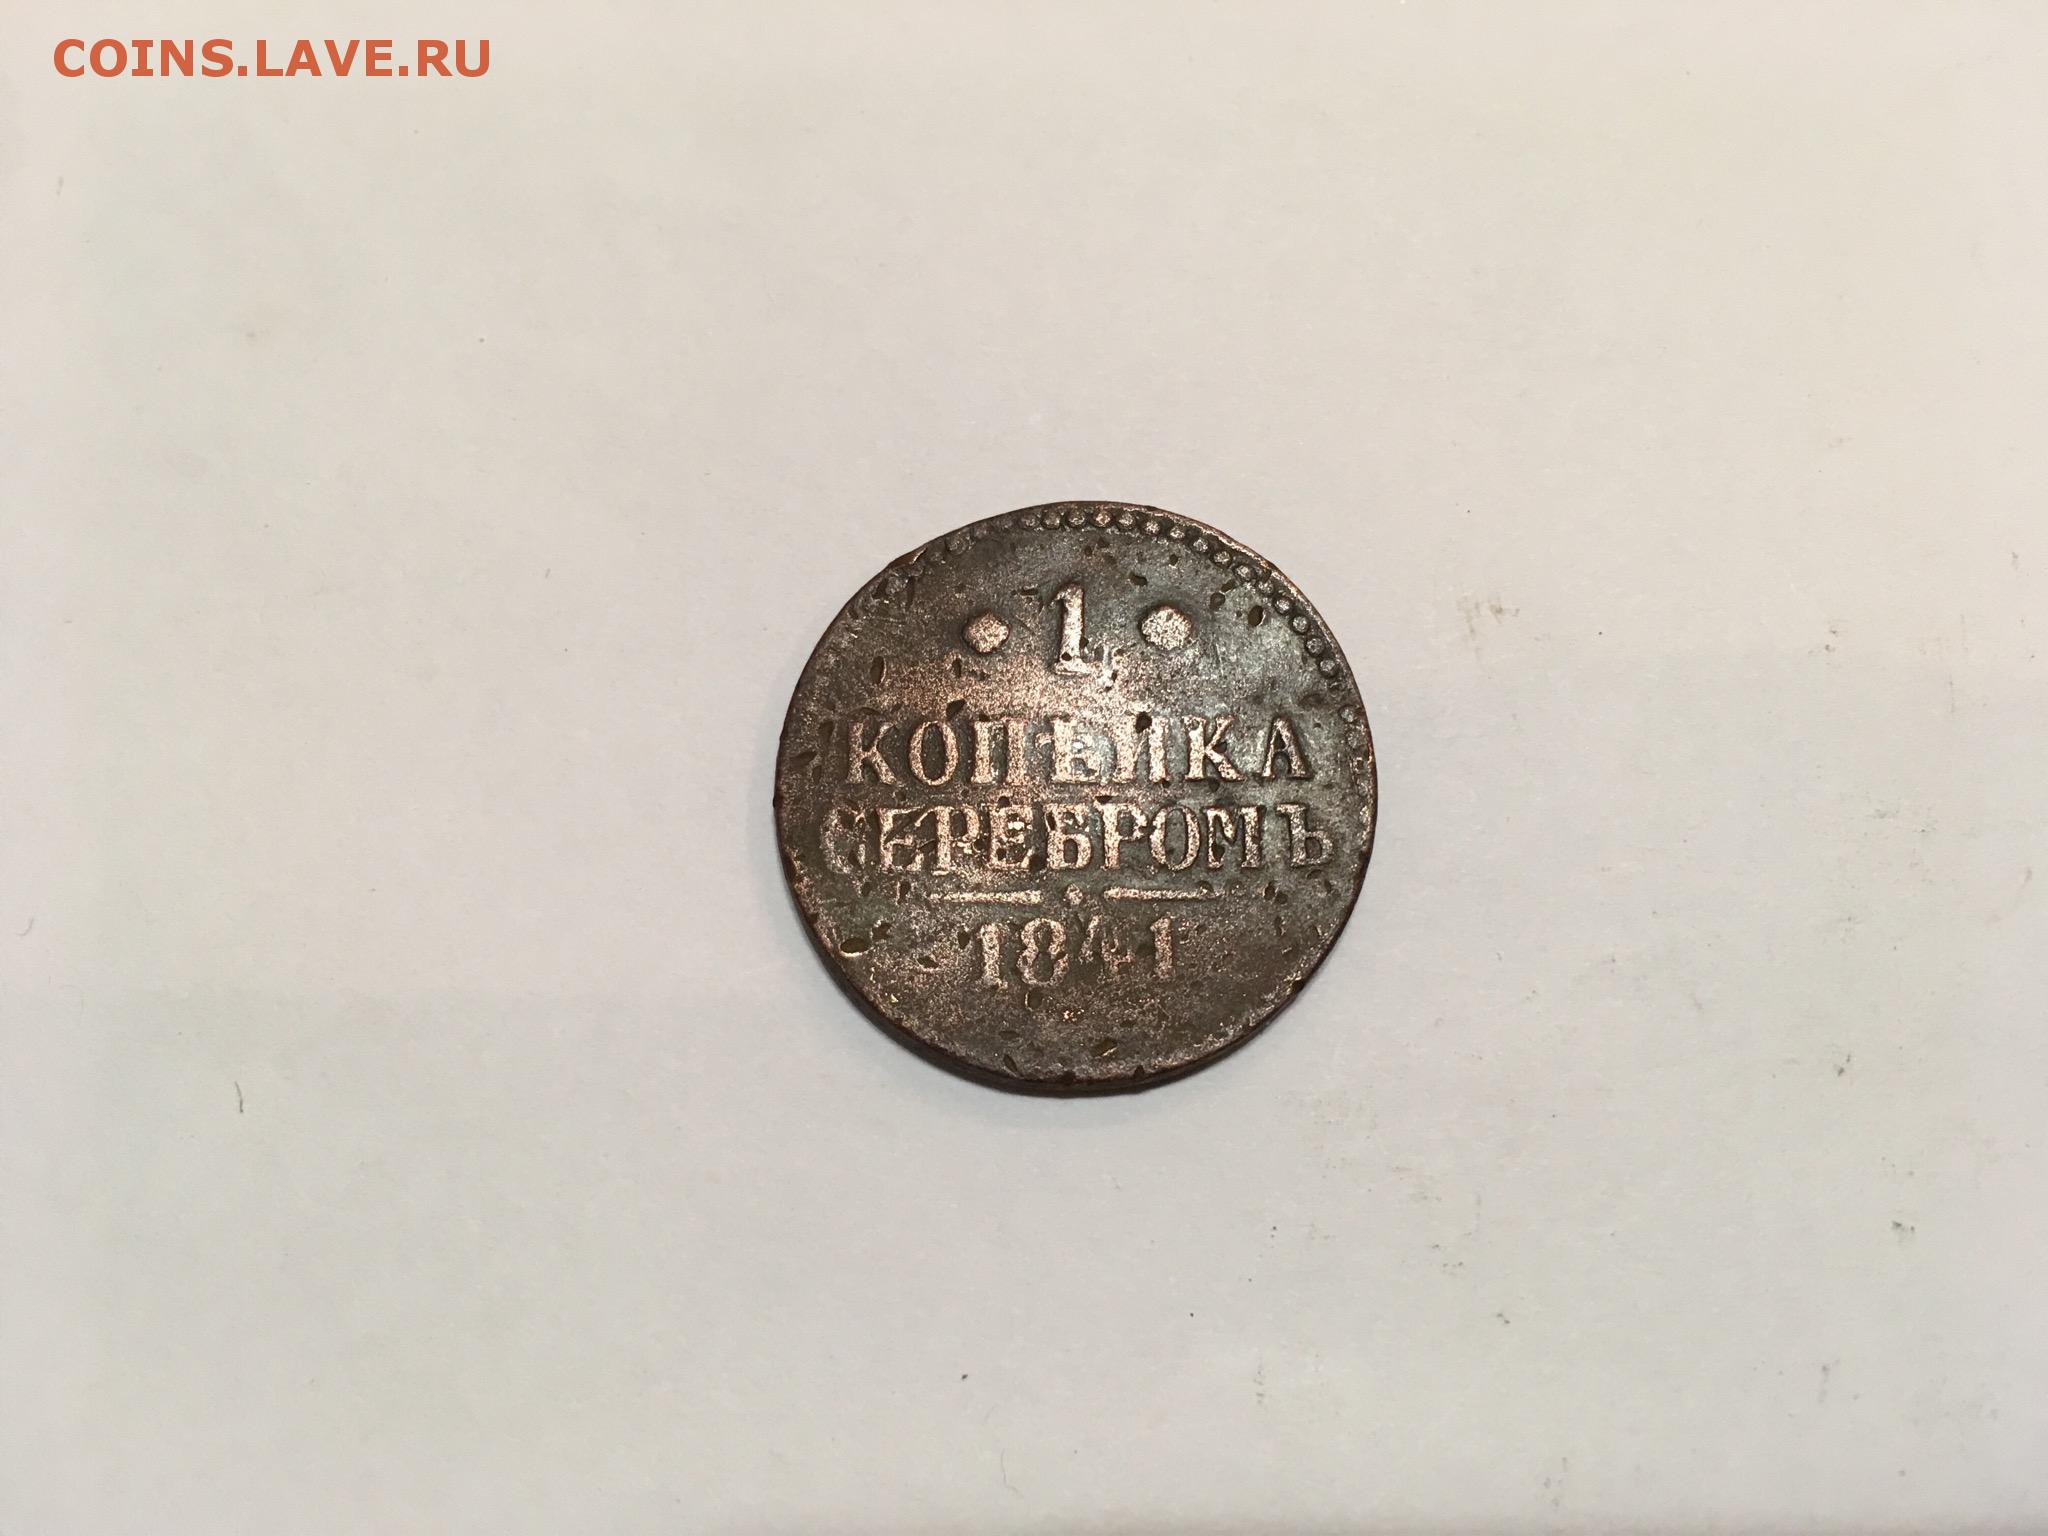 COINS.LAVE.RU
1
КОПѢЙКА
СЕРЕБРОМЪ
1841